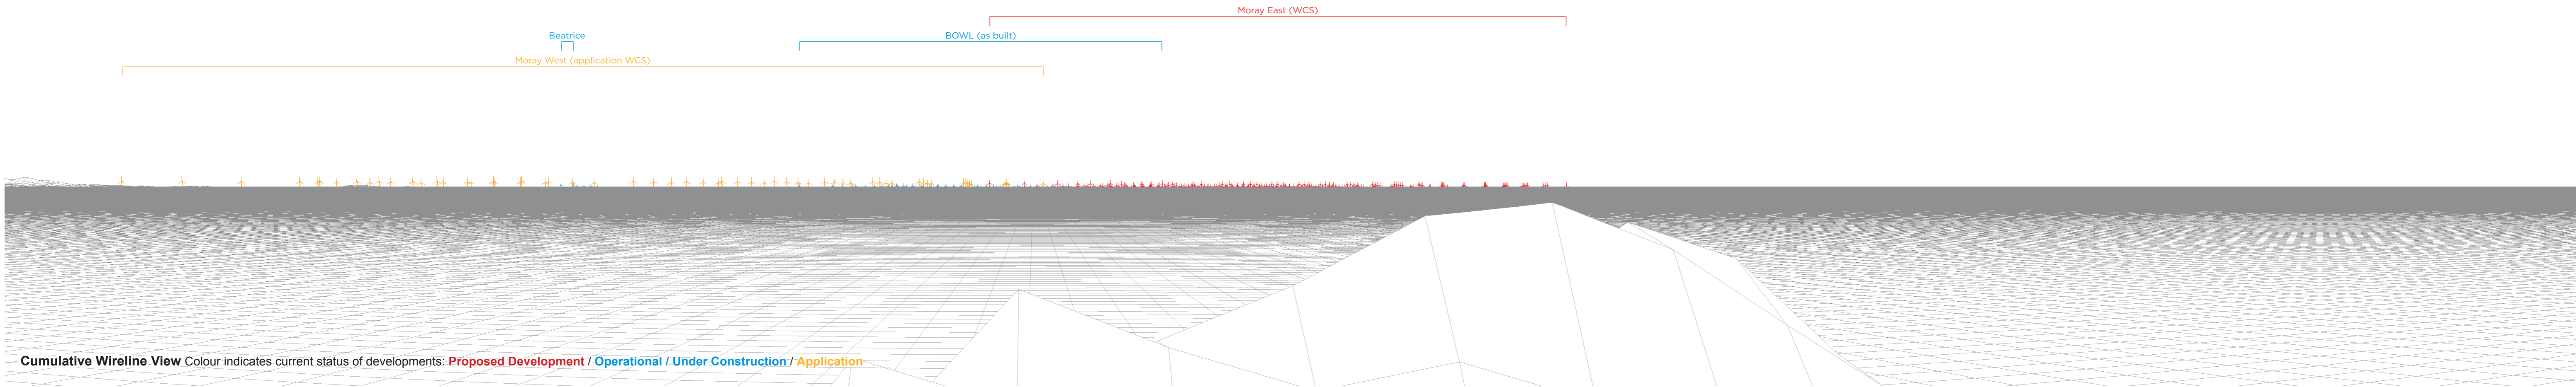 Moray East (WCS)
Beatrice
BOWL (as built)
Moray West (application WCS)
Cumulative Wireline View Colour indicates current status of developments: Proposed Development / Operational / Under Construction / Application